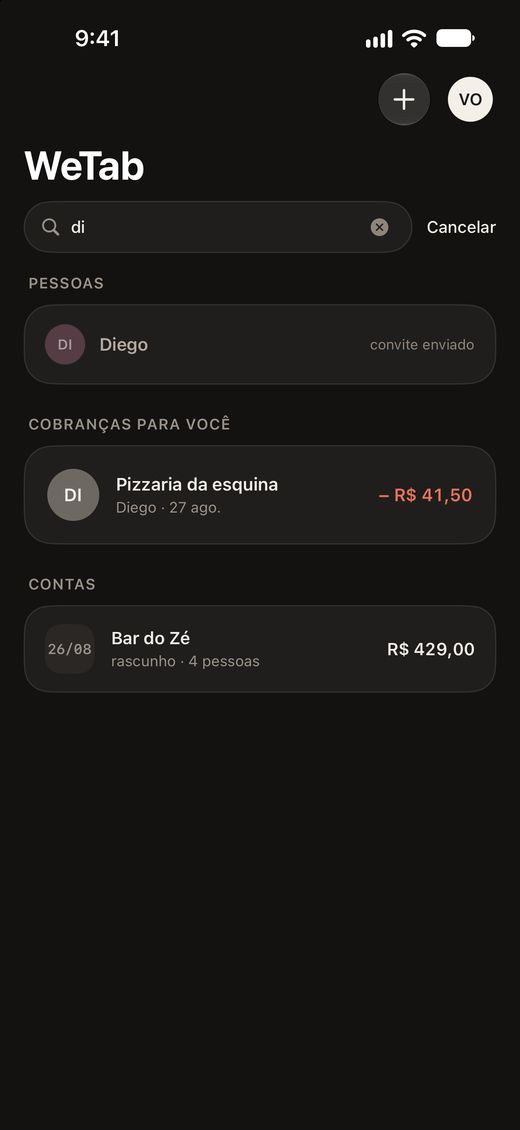 9:41
VO
WeTab
di
Cancelar
PESSOAS
DI
Diego
convite enviado
COBRANÇAS PARA VOCÊ
DI
Pizzaria da esquina
Diego · 27 ago.
– R$ 41,50
CONTAS
26/08
Bar do Zé
rascunho · 4 pessoas
R$ 429,00